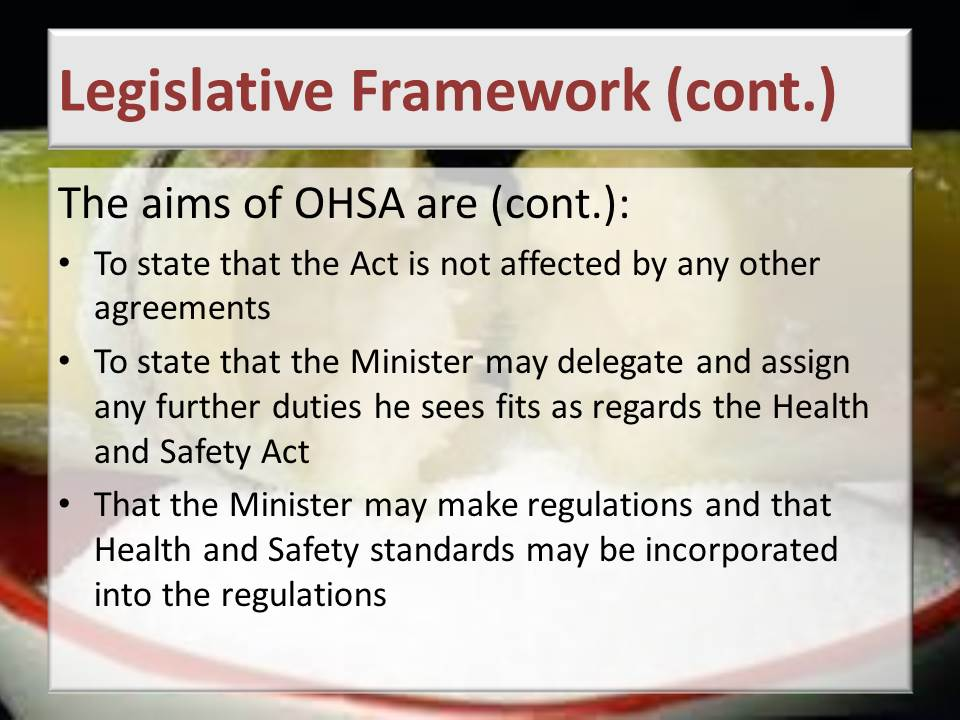 Legislative Framework (cont.)
The aims of OHSA are (cont.):
• To state that the Act is not affected by any other
agreements
• To state that the Minister may delegate and assign
any further duties he sees fits as regards the Health
and Safety Act
• That the Minister may make regulations and that
Health and Safety standards may be incorporated
into the regulations